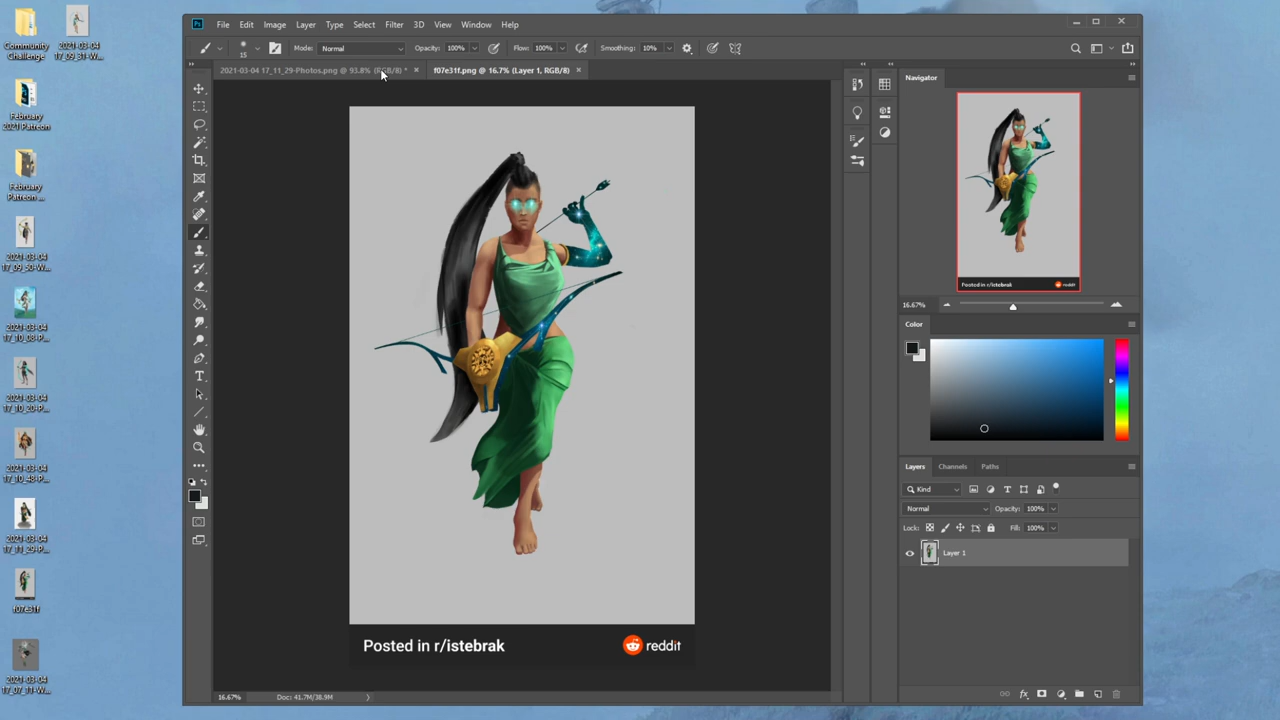 File Edit Image Layer Type Select Filter 3D View Window Help
15 Mode: Normal Opacity: 100% Flow: 100% Smoothing: 10%
2021-03-04 17_11_29-Photos.png @ 93.8% (RGB/8) *
f07e31f.png @ 16.7% (Layer 1, RGB/8)
Community Challenge
2021-03-04
17_09_31-W...
February
2021 Patreon
February
Patreon ...
2021-03-04
17_09_50-W...
2021-03-04
17_10_08-P...
2021-03-04
17_10_20-P...
2021-03-04
17_10_48-P...
2021-03-04
17_11_29-P...
f07e31f
2021-03-04
17_07_11-W...
Posted in r/istebrak
reddit
16.67% Doc: 41.7M/38.9M
Navigator
Posted in r/istebrak reddit
16.67%
Color
Layers Channels Paths
Kind
Normal Opacity: 100%
Lock: Fill: 100%
Layer 1